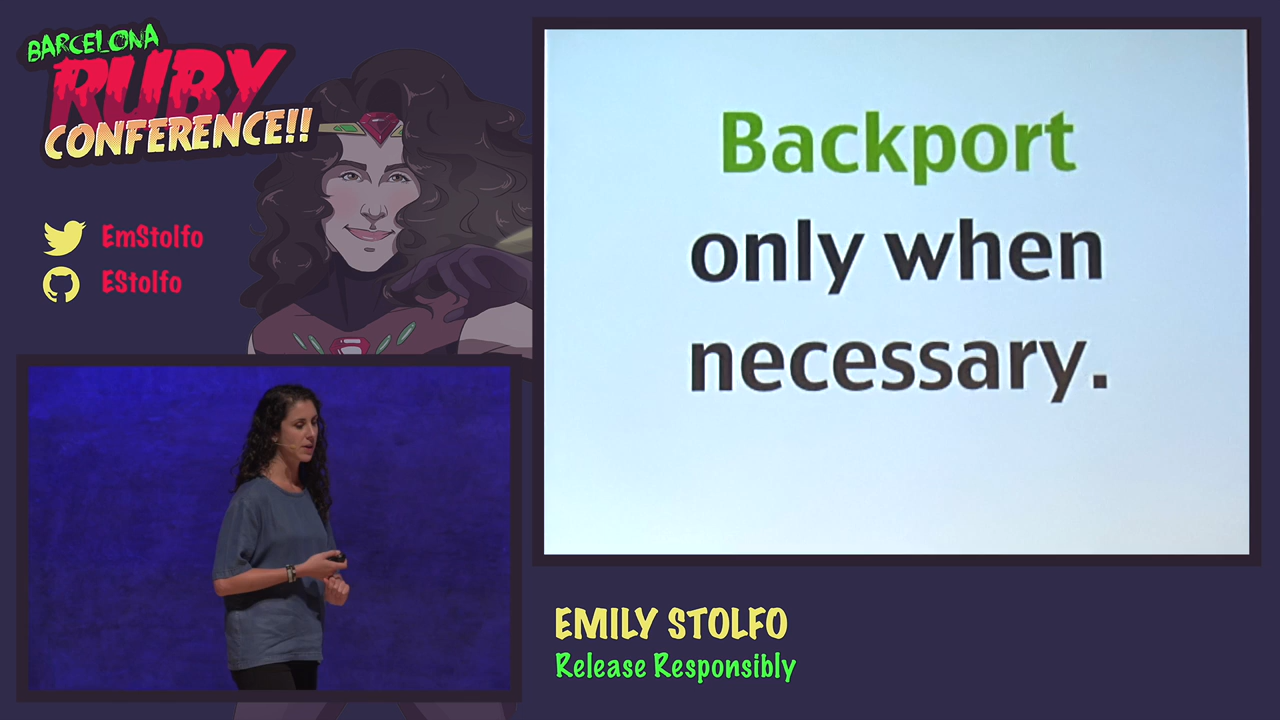 BARCELONA
RUBY
CONFERENCE!!
EmStolfo
EStolfo
Backport
only when
necessary.
EMILY STOLFO
Release Responsibly